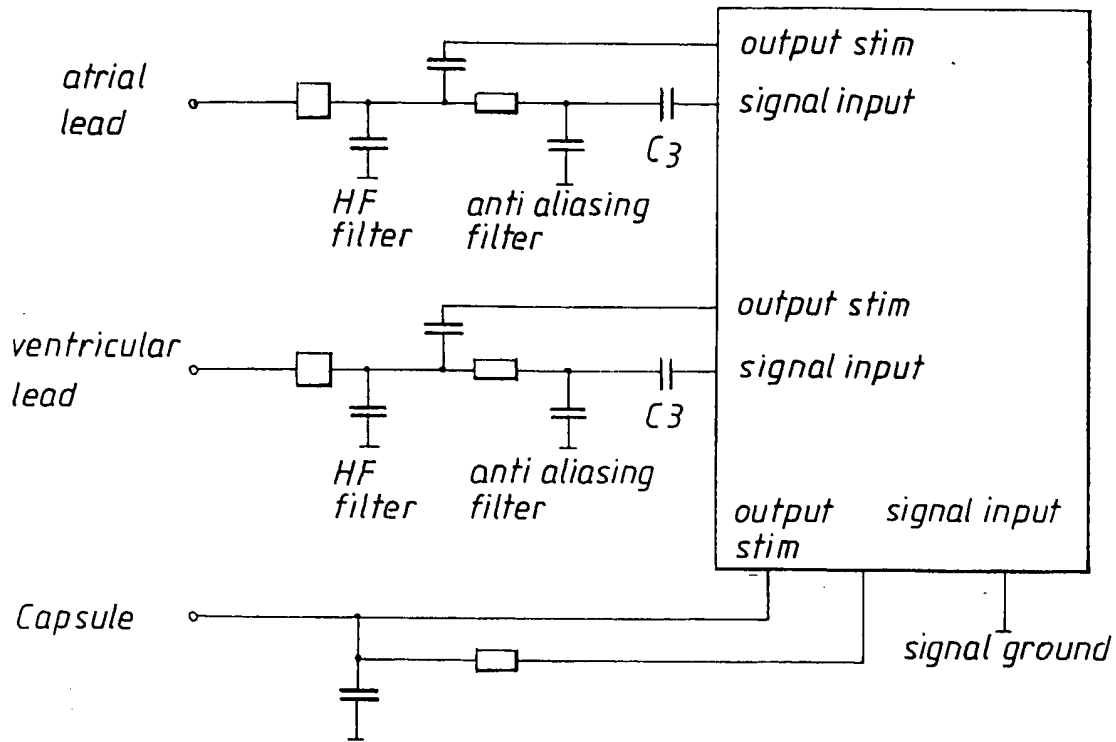 output stim
atrial
lead
signal input
C3
HF
filter
anti aliasing
filter
output stim
ventricular
lead
signal input
C3
HF
filter
anti aliasing
filter
output
stim
signal input
Capsule
signal ground